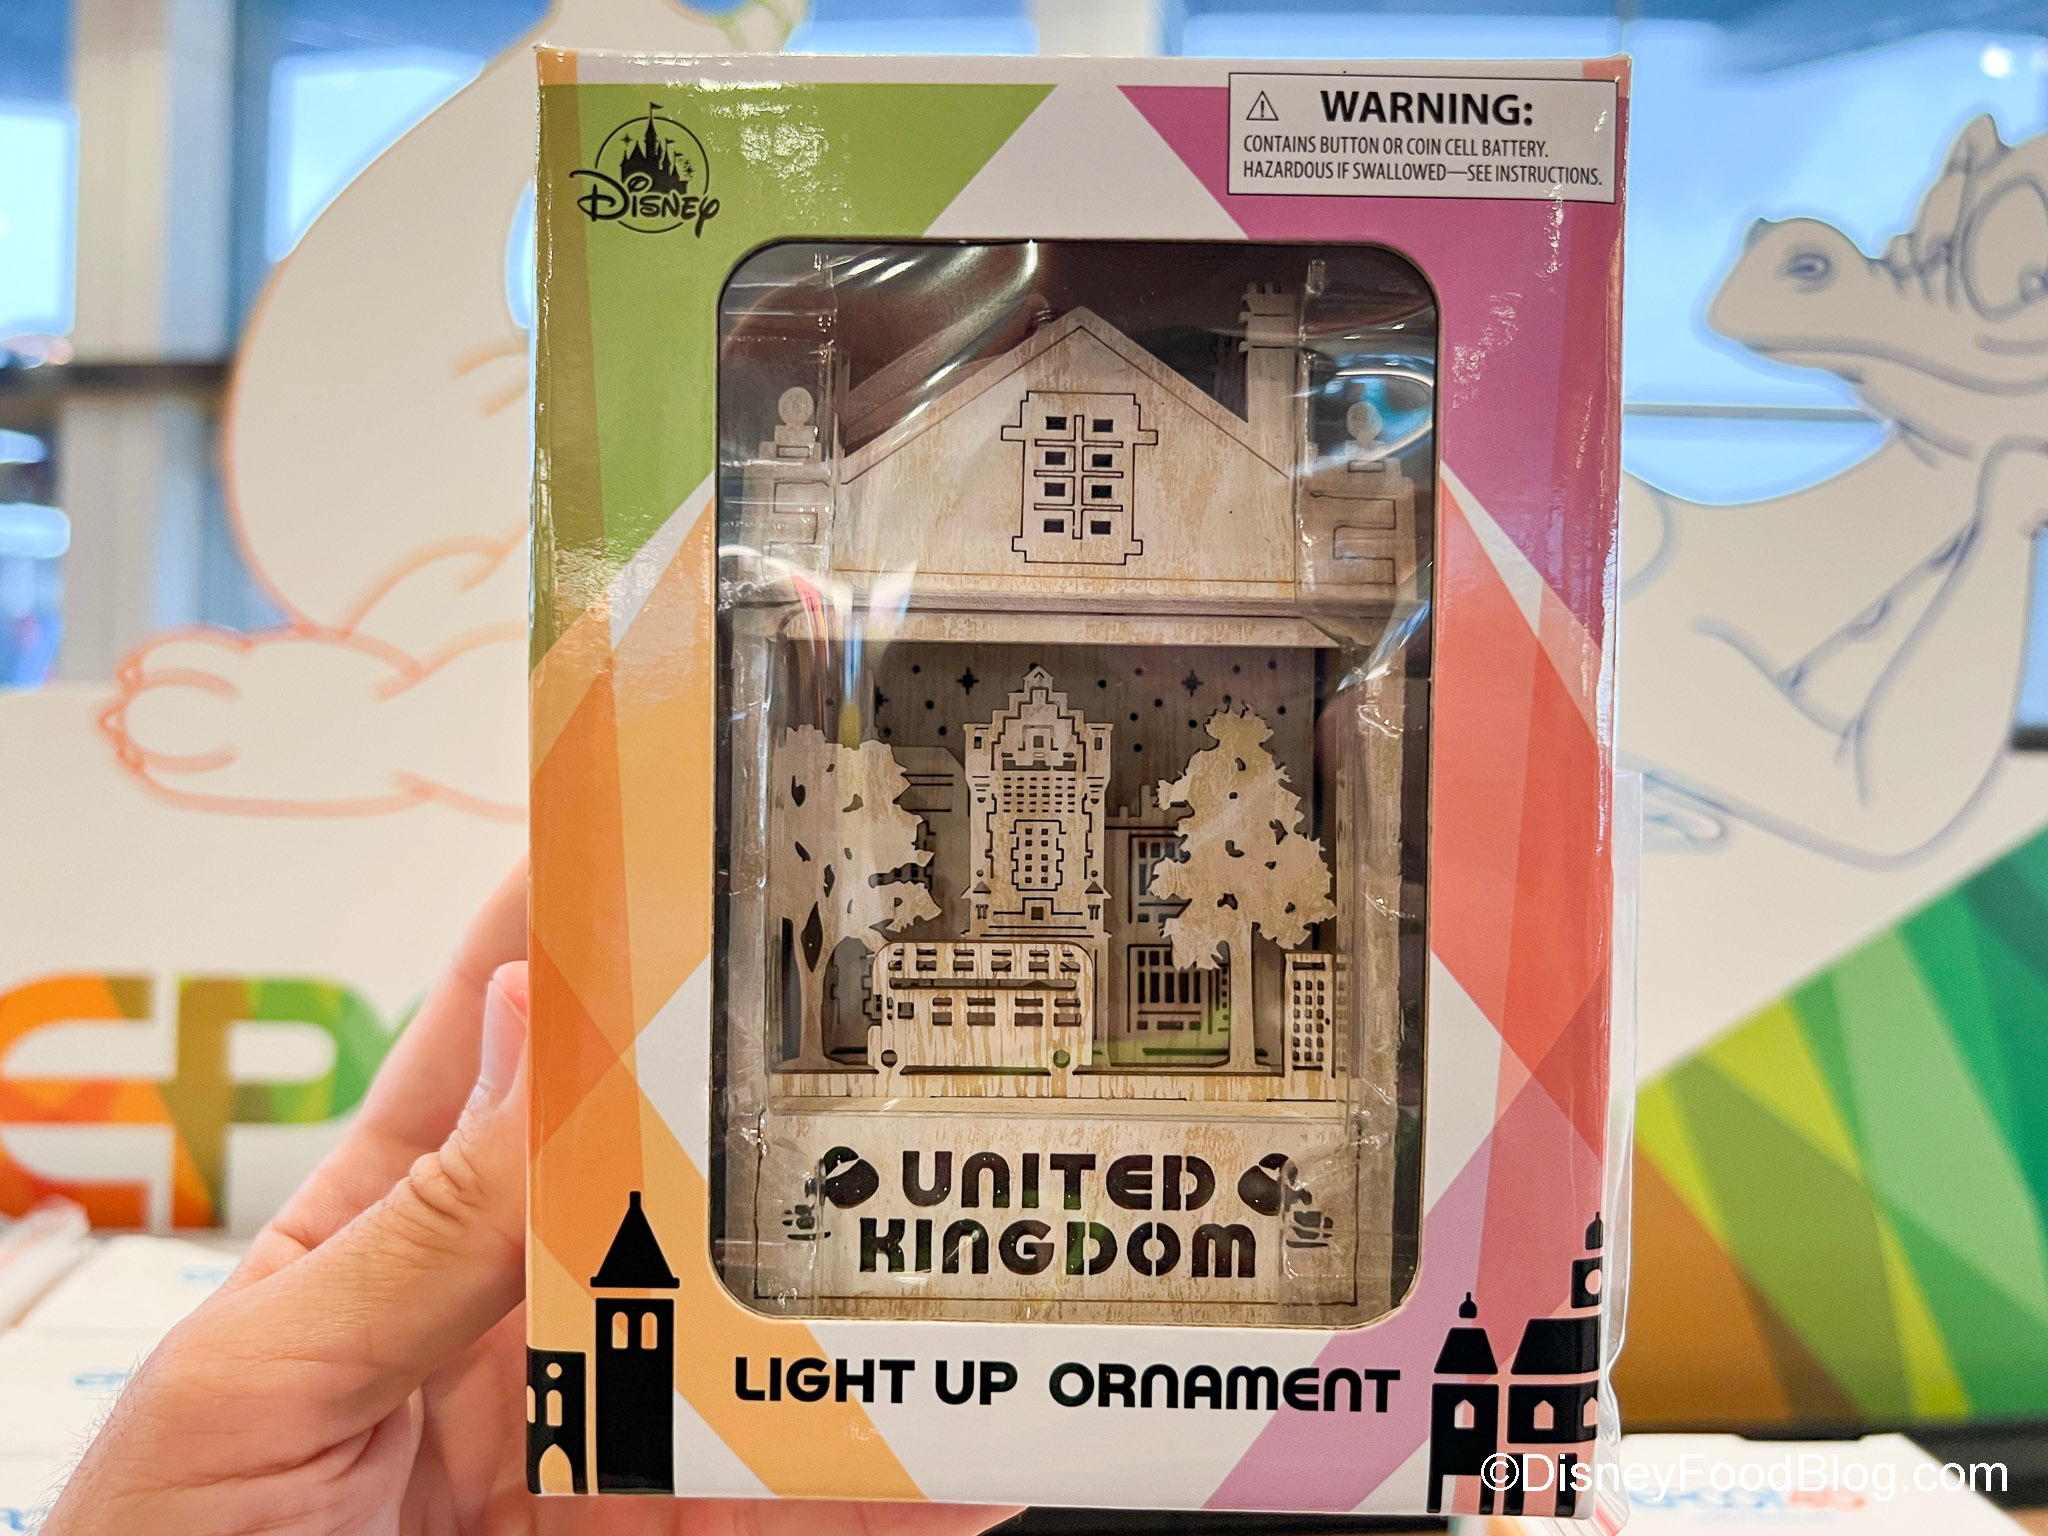 Disney
WARNING:
CONTAINS BUTTON OR COIN CELL BATTERY.
HAZARDOUS IF SWALLOWED—SEE INSTRUCTIONS.
UNITED
KINGDOM
LIGHT UP ORNAMENT
©DisneyFoodBlog.com